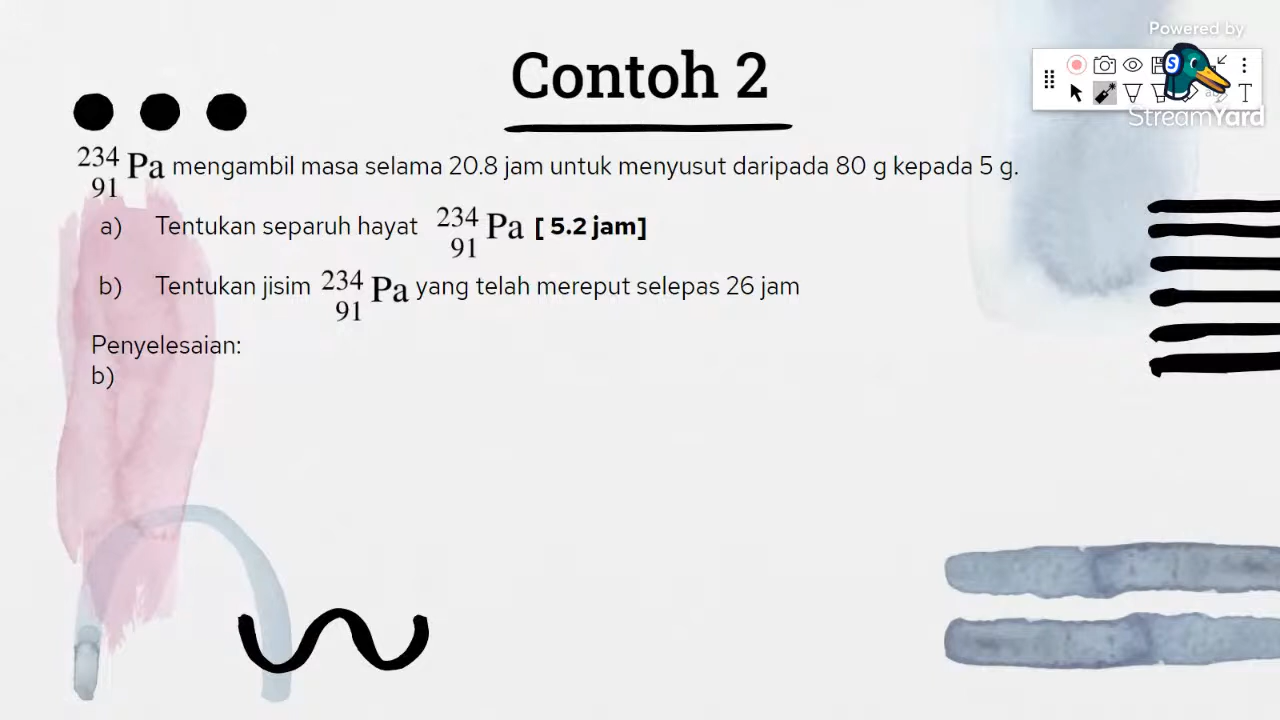 Powered by
StreamYard
Contoh 2
234
91 Pa mengambil masa selama 20.8 jam untuk menyusut daripada 80 g kepada 5 g.
a) Tentukan separuh hayat 234 91 Pa [ 5.2 jam]
b) Tentukan jisim 234 91 Pa yang telah mereput selepas 26 jam
Penyelesaian:
b)